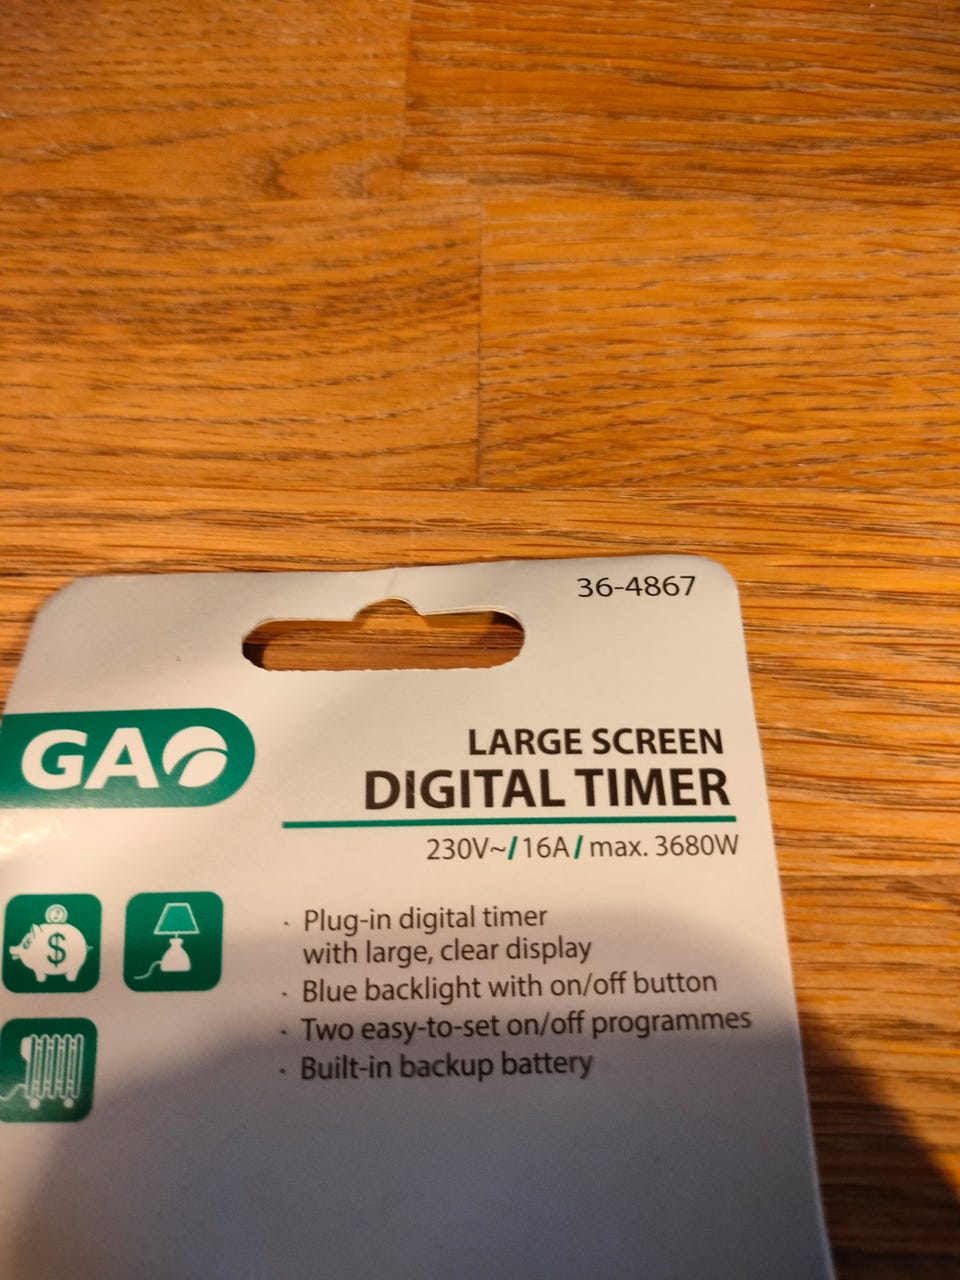 36-4867
GAO
LARGE SCREEN
DIGITAL TIMER
230V~/16A/max. 3680W
$
· Plug-in digital timer
with large, clear display
· Blue backlight with on/off button
· Two easy-to-set on/off programmes
· Built-in backup battery